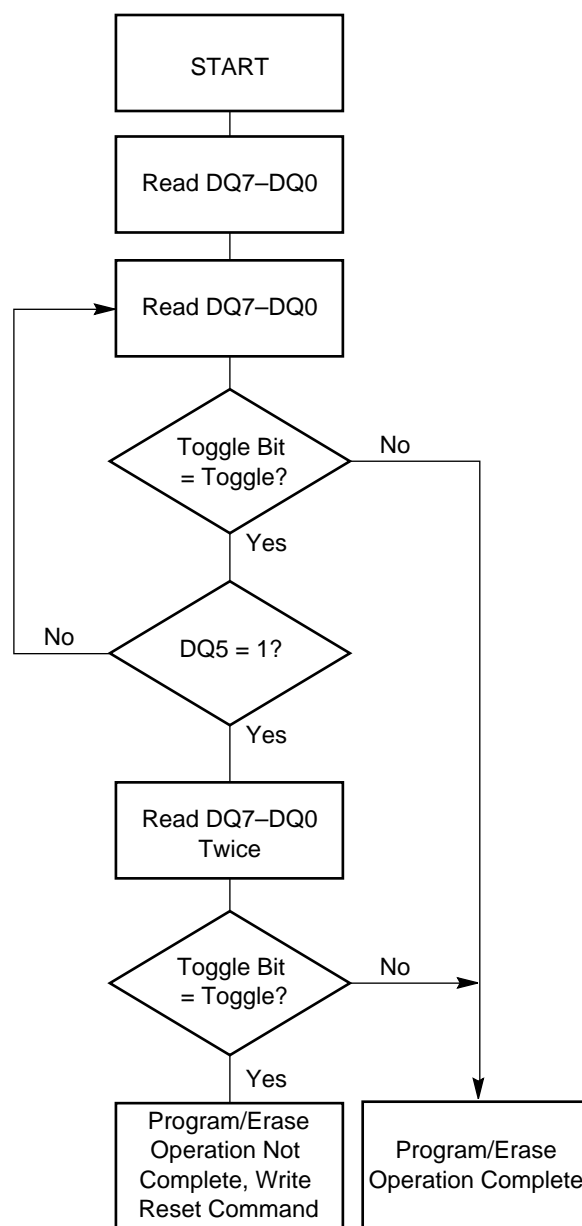 START
Read DQ7–DQ0
Read DQ7–DQ0
Toggle Bit
= Toggle?
No
Yes
No
DQ5 = 1?
Yes
Read DQ7–DQ0
Twice
Toggle Bit
= Toggle?
No
Yes
Program/Erase
Operation Not
Complete, Write
Reset Command
Program/Erase
Operation Complete